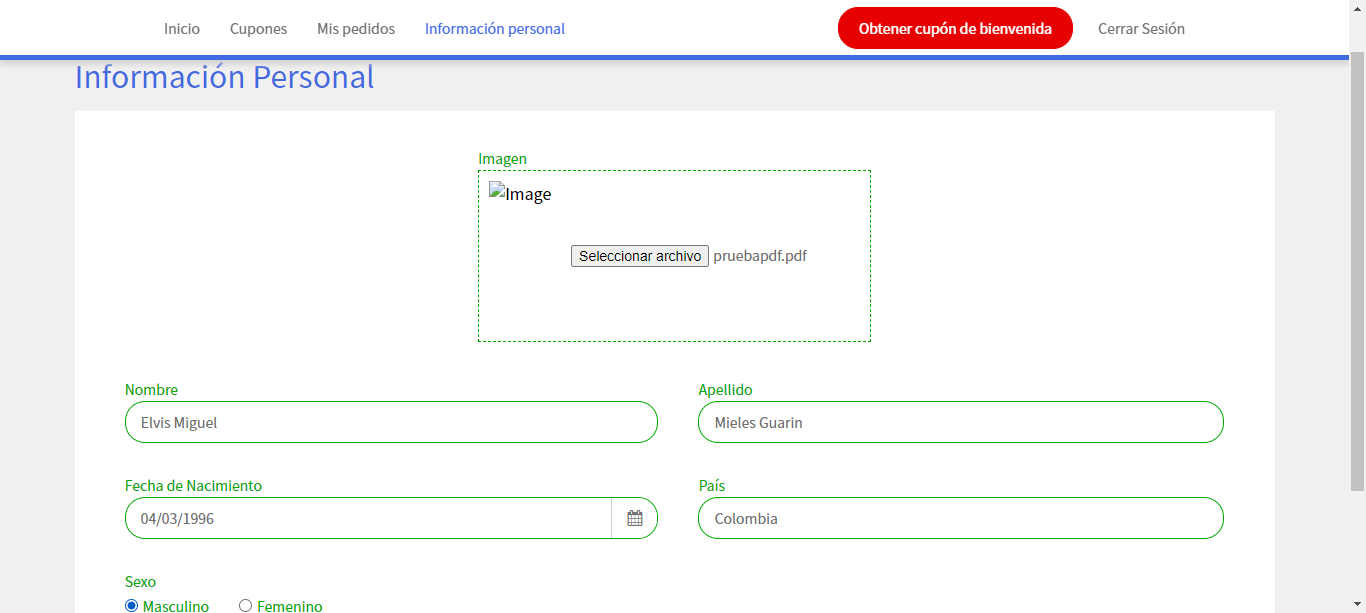 Inicio Cupones Mis pedidos Información personal Obtener cupón de bienvenida Cerrar Sesión
Información Personal
Imagen
Image
Seleccionar archivo pruebapdf.pdf
Nombre Apellido
Elvis Miguel Mieles Guarin
Fecha de Nacimiento País
04/03/1996 Colombia
Sexo
Masculino Femenino